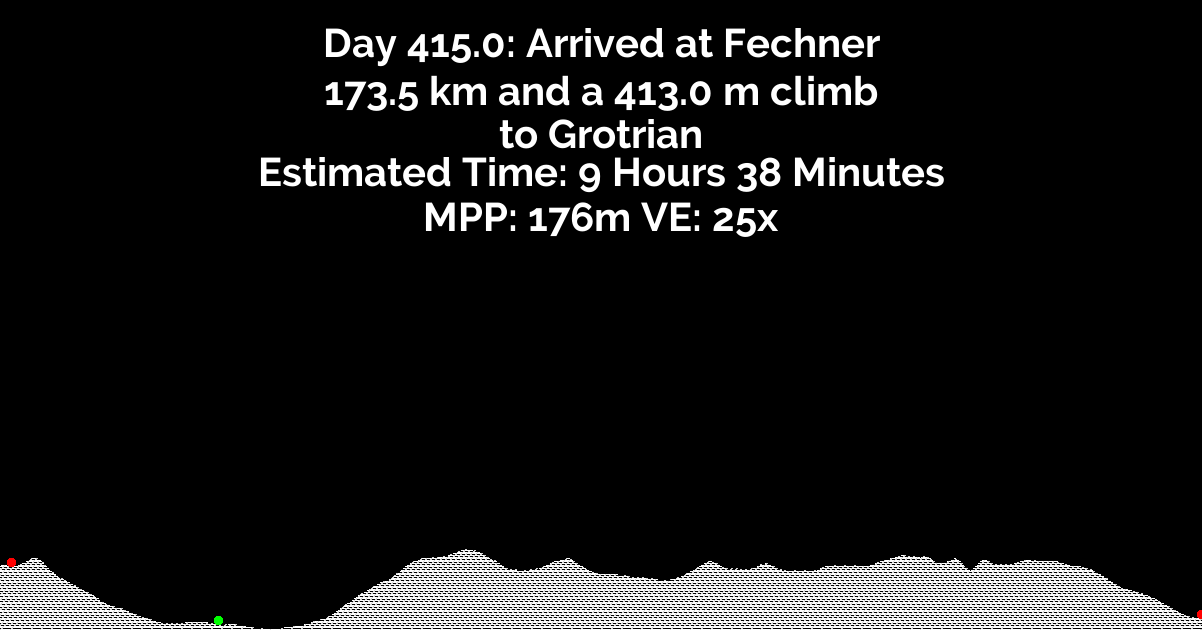 Day 415.0: Arrived at Fechner
173.5 km and a 413.0 m climb
to Grotrian
Estimated Time: 9 Hours 38 Minutes
MPP: 176m VE: 25x